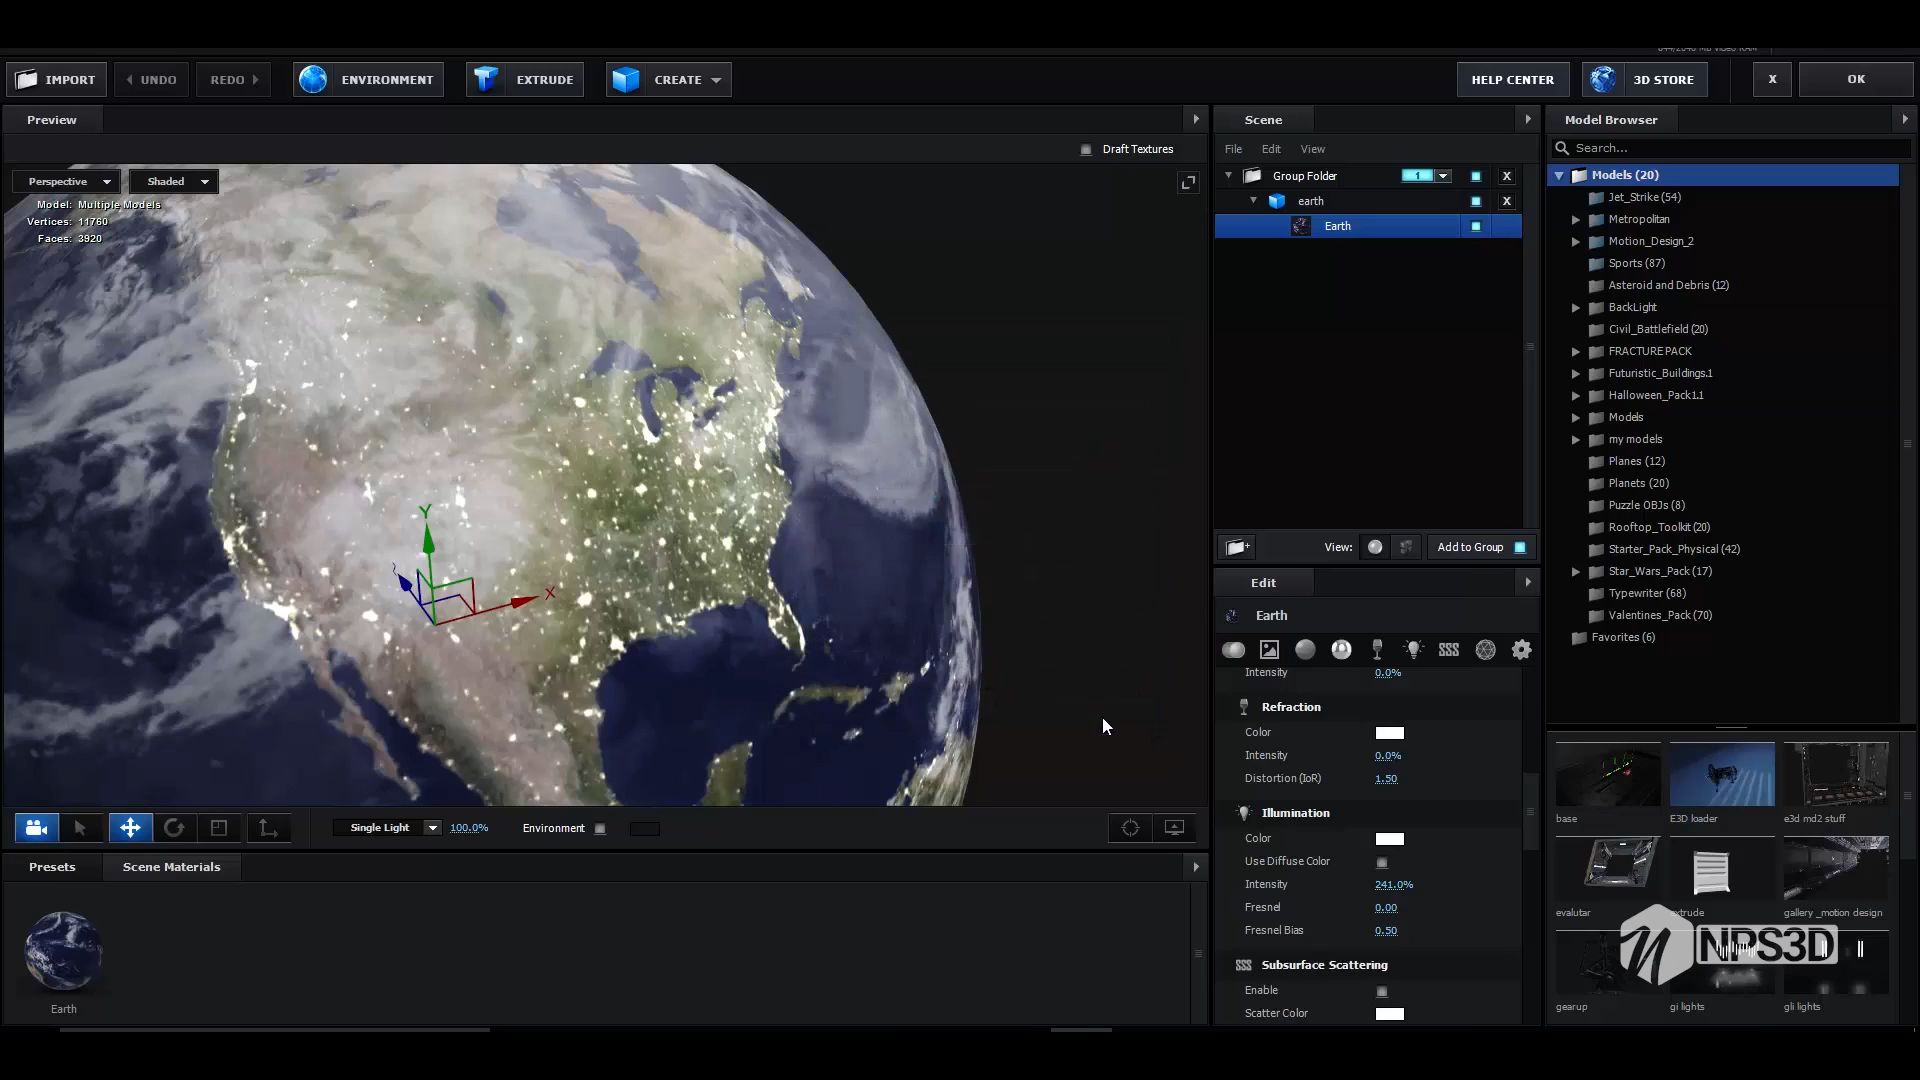 IMPORT
UNDO
REDO
ENVIRONMENT
EXTRUDE
CREATE
HELP CENTER
3D STORE
X
OK
Preview
Draft Textures
Perspective
Shaded
Model: Multiple Models
Vertices: 11760
Faces: 3920
Y
X
Single Light
100.0%
Environment
Presets
Scene Materials
Earth
Scene
File
Edit
View
Group Folder
1
X
earth
X
Earth
View:
Add to Group
Edit
Earth
Intensity 0.0%
Refraction
Color
Intensity 0.0%
Distortion (IoR) 1.50
Illumination
Color
Use Diffuse Color
Intensity 241.0%
Fresnel 0.00
Fresnel Bias 0.50
Subsurface Scattering
Enable
Scatter Color
Model Browser
Search...
Models (20)
Jet_Strike (54)
Metropolitan
Motion_Design_2
Sports (87)
Asteroid and Debris (12)
BackLight
Civil_Battlefield (20)
FRACTURE PACK
Futuristic_Buildings.1
Halloween_Pack1.1
Models
my models
Planes (12)
Planets (20)
Puzzle OBJs (8)
Rooftop_Toolkit (20)
Starter_Pack_Physical (42)
Star_Wars_Pack (17)
Typewriter (68)
Valentines_Pack (70)
Favorites (6)
base
E3D loader
e3d md2 stuff
evalutar
extrude
gallery _motion design
NPS3D
gearup
gi lights
gli lights